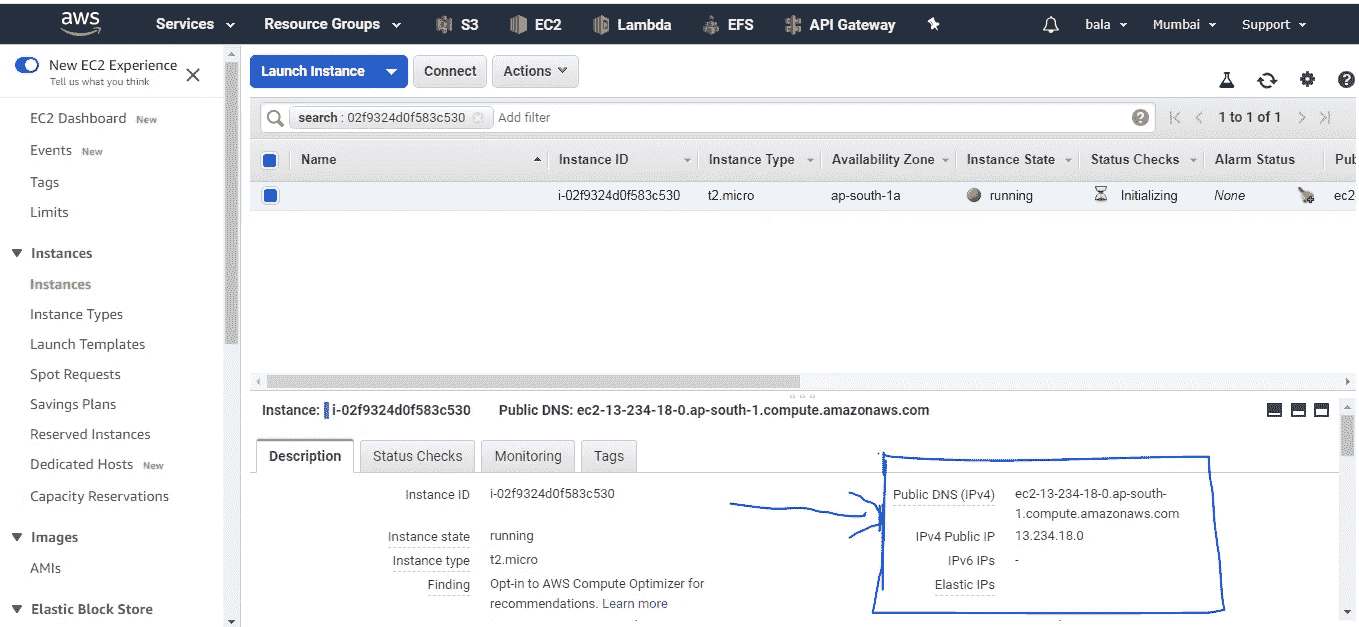 aws Services Resource Groups S3 EC2 Lambda EFS API Gateway bala Mumbai Support
New EC2 Experience
Tell us what you think
EC2 Dashboard New
Events New
Tags
Limits
Instances
Instances
Instance Types
Launch Templates
Spot Requests
Savings Plans
Reserved Instances
Dedicated Hosts New
Capacity Reservations
Images
AMIs
Elastic Block Store
Launch Instance Connect Actions
search : 02f9324d0f583c530 Add filter 1 to 1 of 1
Name Instance ID Instance Type Availability Zone Instance State Status Checks Alarm Status Pub
i-02f9324d0f583c530 t2.micro ap-south-1a running Initializing None ec2-
Instance: i-02f9324d0f583c530 Public DNS: ec2-13-234-18-0.ap-south-1.compute.amazonaws.com
Description Status Checks Monitoring Tags
Instance ID i-02f9324d0f583c530
Instance state running
Instance type t2.micro
Finding Opt-in to AWS Compute Optimizer for
recommendations. Learn more
Public DNS (IPv4) ec2-13-234-18-0.ap-south-
1.compute.amazonaws.com
IPv4 Public IP 13.234.18.0
IPv6 IPs -
Elastic IPs